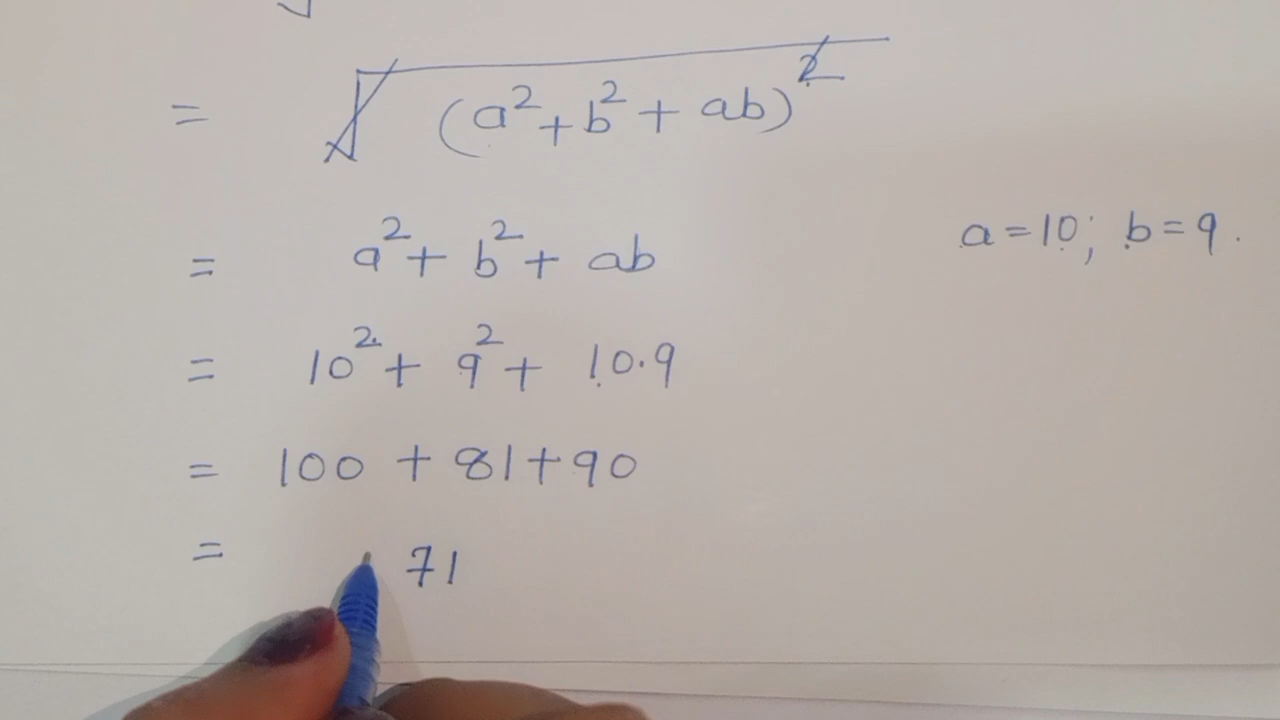 = √(a²+b²+ab)²
= a²+b²+ab
a=10; b=9.
= 10²+9²+10.9
= 100+81+90
= 71